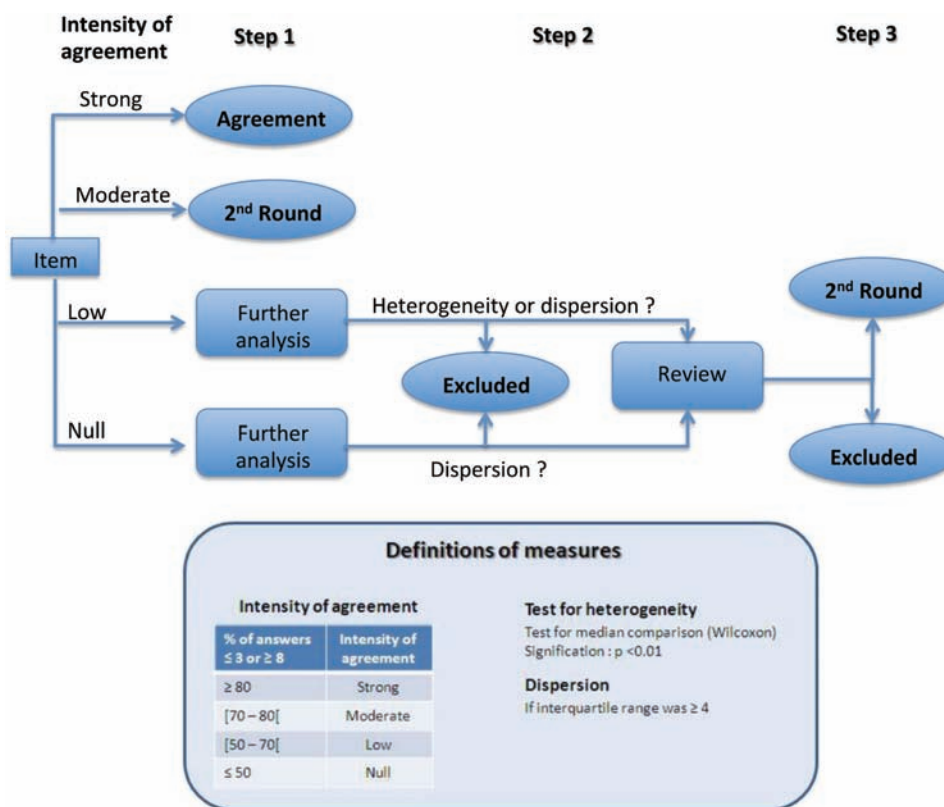 Intensity of
agreement
Step 1
Step 2
Step 3
Strong
Agreement
Moderate
2nd Round
Item
Low
Further
analysis
Heterogeneity or dispersion ?
2nd Round
Excluded
Review
Null
Further
analysis
Dispersion ?
Excluded
Definitions of measures
Intensity of agreement
% of answers
≤ 3 or ≥ 8
Intensity of
agreement
≥ 80 Strong
[70 – 80[ Moderate
[50 – 70[ Low
≤ 50 Null
Test for heterogeneity
Test for median comparison (Wilcoxon)
Signification : p <0.01
Dispersion
If interquartile range was ≥ 4